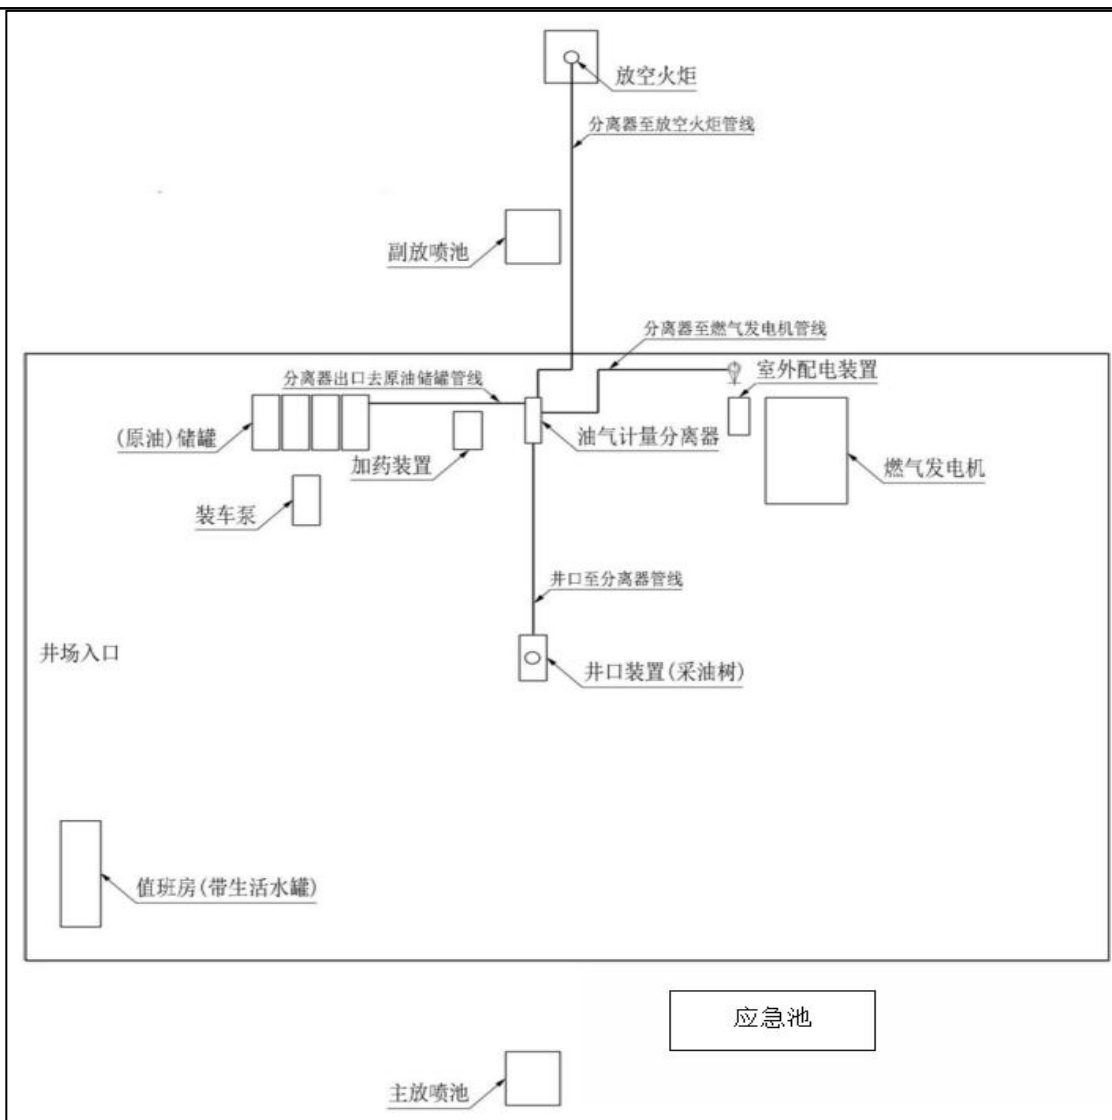 放空火炬
分离器至放空火炬管线
副放喷池
分离器至燃气发电机管线
室外配电装置
分离器出口去原油储罐管线
(原油)储罐
油气计量分离器
加药装置
燃气发电机
装车泵
井口至分离器管线
井场入口
井口装置(采油树)
值班房(带生活水罐)
应急池
主放喷池